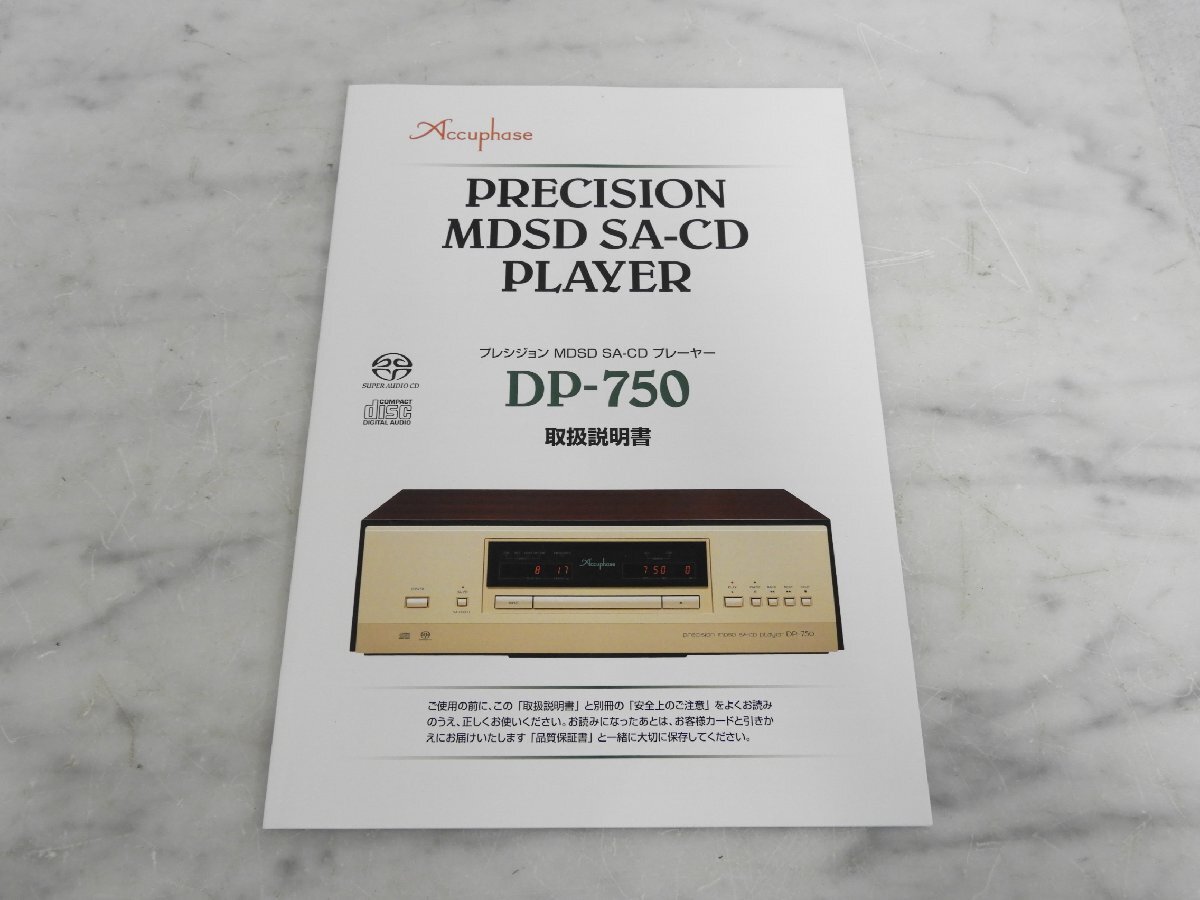 Accuphase
PRECISION
MDSD SA-CD
PLAYER
プレシジョン MDSD SA-CD プレーヤー
SUPER AUDIO CD
DP-750
COMPACT
disc
DIGITAL AUDIO
取扱説明書
Accuphase
8 17
750 0
precision MDSD SA-CD player DP-750
ご使用の前に、この「取扱説明書」と別冊の「安全上のご注意」をよくお読み
のうえ、正しくお使いください。お読みになったあとは、お客様カードと引きか
えにお届けいたします「品質保証書」と一緒に大切に保存してください。